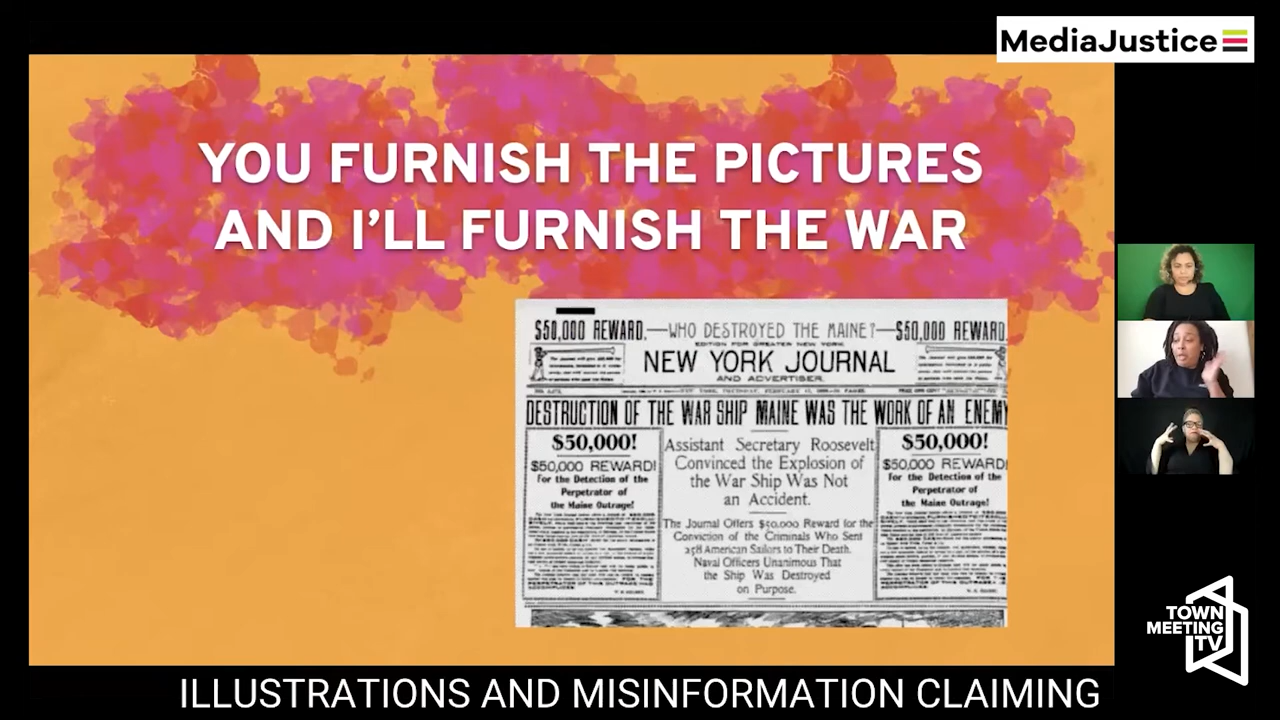 MediaJustice
YOU FURNISH THE PICTURES
AND I'LL FURNISH THE WAR
$50,000 REWARD.—WHO DESTROYED THE MAINE?—$50,000 REWARD
EDITION FOR GREATER NEW YORK
NEW YORK JOURNAL
AND ADVERTISER.
DESTRUCTION OF THE WAR SHIP MAINE WAS THE WORK OF AN ENEMY
$50,000!
$50,000 REWARD!
For the Detection of the
Perpetrator of
the Maine Outrage!
Assistant Secretary Roosevelt
Convinced the Explosion of
the War Ship Was Not
an Accident.
The Journal Offers $50,000 Reward for the
Conviction of the Criminals Who Sent
258 American Sailors to Their Death.
Naval Officers Unanimous That
the Ship Was Destroyed
on Purpose.
$50,000!
$50,000 REWARD!
For the Detection of the
Perpetrator of
the Maine Outrage!
TOWN
MEETING
TV
ILLUSTRATIONS AND MISINFORMATION CLAIMING